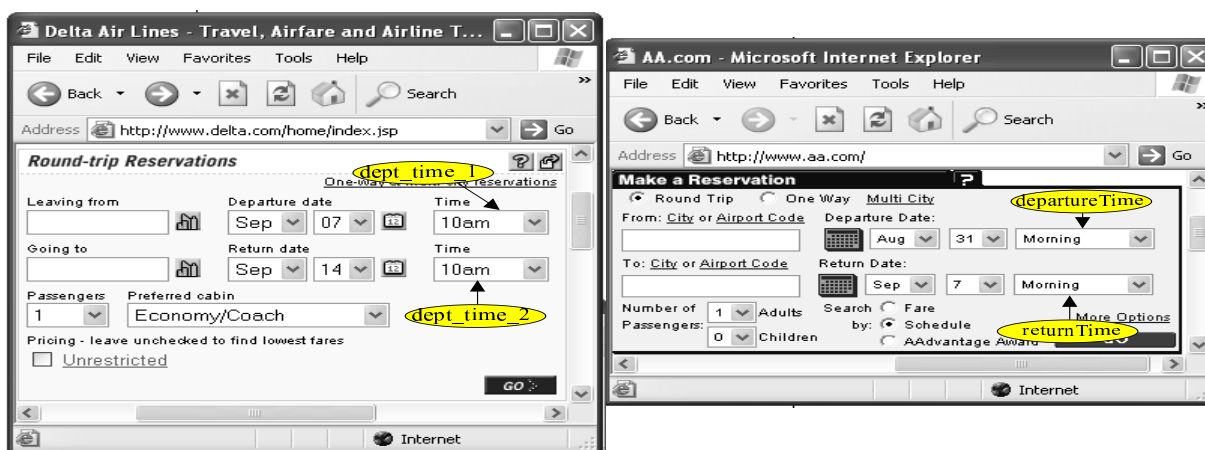 Delta Air Lines - Travel, Airfare and Airline T...
File Edit View Favorites Tools Help
Back Search
Address http://www.delta.com/home/index.jsp Go
Round-trip Reservations
dept_time_1
One-way reservations
Leaving from Departure date Time
Sep 07 10am
Going to Return date Time
Sep 14 10am
Passengers Preferred cabin
1 Economy/Coach
dept_time_2
Pricing - leave unchecked to find lowest fares
Unrestricted
GO
Internet
AA.com - Microsoft Internet Explorer
File Edit View Favorites Tools Help
Back Search
Address http://www.aa.com/ Go
Make a Reservation ?
Round Trip One Way Multi City
departureTime
From: City or Airport Code Departure Date:
Aug 31 Morning
To: City or Airport Code Return Date:
Sep 7 Morning
Number of Passengers: 1 Adults
0 Children
Search by: Fare
Schedule
AAdvantage Award
More Options
returnTime
GO
Internet